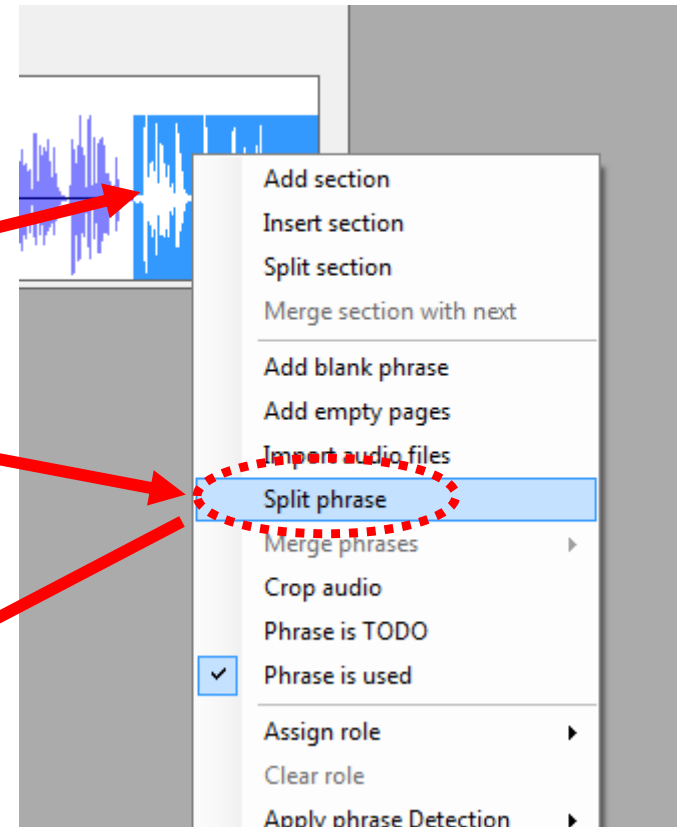 Add section
Insert section
Split section
Merge section with next
Add blank phrase
Add empty pages
Import audio files
Split phrase
Merge phrases
Crop audio
Phrase is TODO
Phrase is used
Assign role
Clear role
Apply phrase Detection